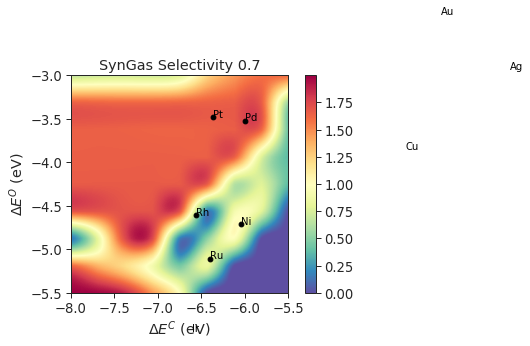 Au
SynGas Selectivity 0.7
Ag
−3.0
−3.5
−4.0
−4.5
−5.0
−5.5
ΔE^O (eV)
Pt
Pd
Cu
Rh
Ni
Ru
1.75
1.50
1.25
1.00
0.75
0.50
0.25
0.00
−8.0 −7.5 −7.0 −6.5 −6.0 −5.5
ΔE^C (eV)
Ir